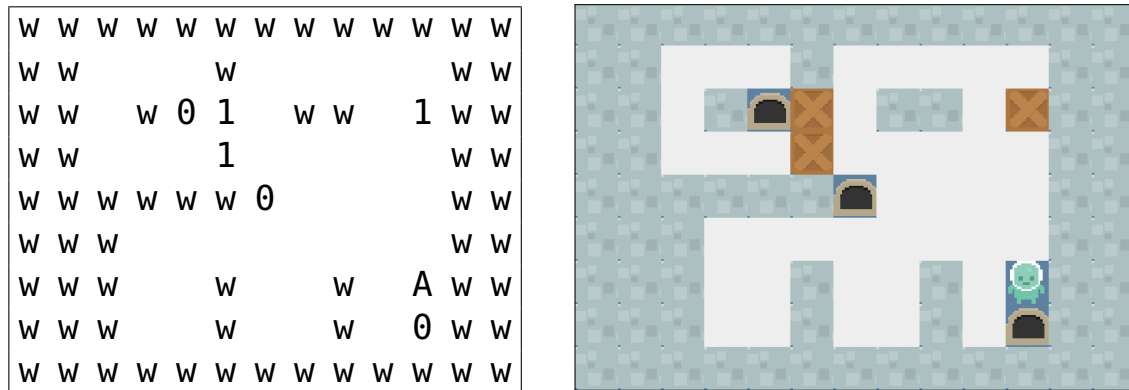 w w w w w w w w w w w w w
w w w w w
w w w 0 1 w w 1 w w
w w 1 w w
w w w w w w 0 w w
w w w w w
w w w w w A w w
w w w w w 0 w w
w w w w w w w w w w w w w